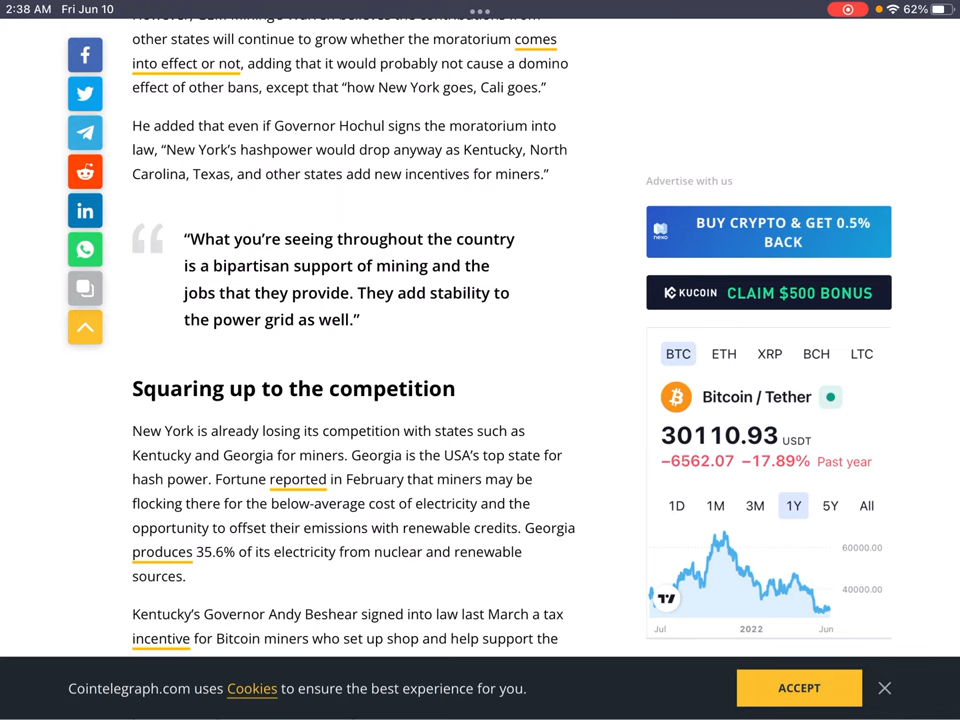 2:38 AM Fri Jun 10
62%
other states will continue to grow whether the moratorium comes
into effect or not, adding that it would probably not cause a domino
effect of other bans, except that “how New York goes, Cali goes.”
He added that even if Governor Hochul signs the moratorium into
law, “New York’s hashpower would drop anyway as Kentucky, North
Carolina, Texas, and other states add new incentives for miners.”
“What you’re seeing throughout the country
is a bipartisan support of mining and the
jobs that they provide. They add stability to
the power grid as well.”
Squaring up to the competition
New York is already losing its competition with states such as
Kentucky and Georgia for miners. Georgia is the USA’s top state for
hash power. Fortune reported in February that miners may be
flocking there for the below-average cost of electricity and the
opportunity to offset their emissions with renewable credits. Georgia
produces 35.6% of its electricity from nuclear and renewable
sources.
Kentucky’s Governor Andy Beshear signed into law last March a tax
incentive for Bitcoin miners who set up shop and help support the
Advertise with us
nexo
BUY CRYPTO & GET 0.5%
BACK
KUCOIN CLAIM $500 BONUS
BTC ETH XRP BCH LTC
Bitcoin / Tether
30110.93 USDT
−6562.07 −17.89% Past year
1D 1M 3M 1Y 5Y All
60000.00
40000.00
Jul 2022 Jun
Cointelegraph.com uses Cookies to ensure the best experience for you.
ACCEPT